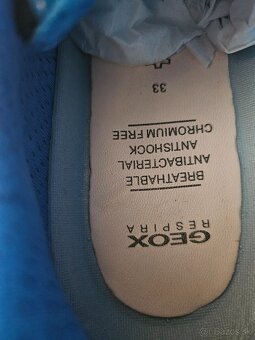 GEOX
RESPIRA
BREATHABLE
ANTIBACTERIAL
ANTISHOCK
CHROMIUM FREE
33